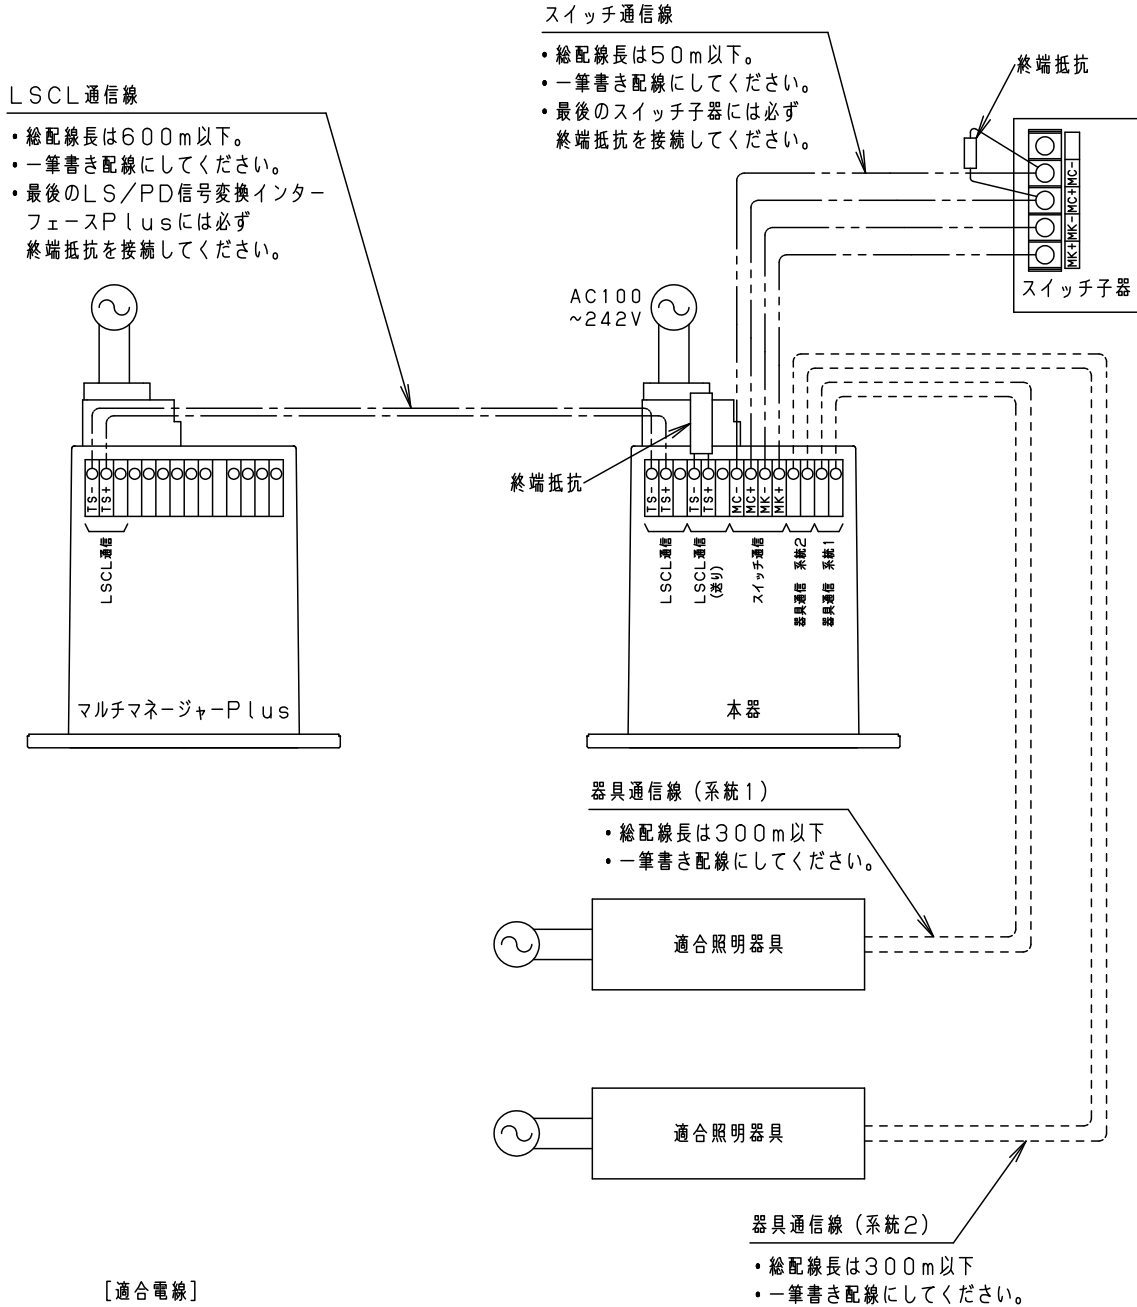 スイッチ通信線
・総配線長は50m以下。
・一筆書き配線にしてください。
・最後のスイッチ子器には必ず
終端抵抗を接続してください。
終端抵抗
MC-
MC+
MK-
MK+
スイッチ子器
LSCL通信線
・総配線長は600m以下。
・一筆書き配線にしてください。
・最後のLS/PD信号変換インター
フェースPlusには必ず
終端抵抗を接続してください。
AC100
~242V
終端抵抗
TS-
TS+
LSCL通信
マルチマネージャーPlus
TS-
TS+
TS-
TS+
MC-
MC+
MK-
MK+
LSCL通信
LSCL通信
(送り)
スイッチ通信
器具通信 系統2
器具通信 系統1
本器
器具通信線(系統1)
・総配線長は300m以下
・一筆書き配線にしてください。
適合照明器具
適合照明器具
器具通信線(系統2)
・総配線長は300m以下
・一筆書き配線にしてください。
[適合電線]